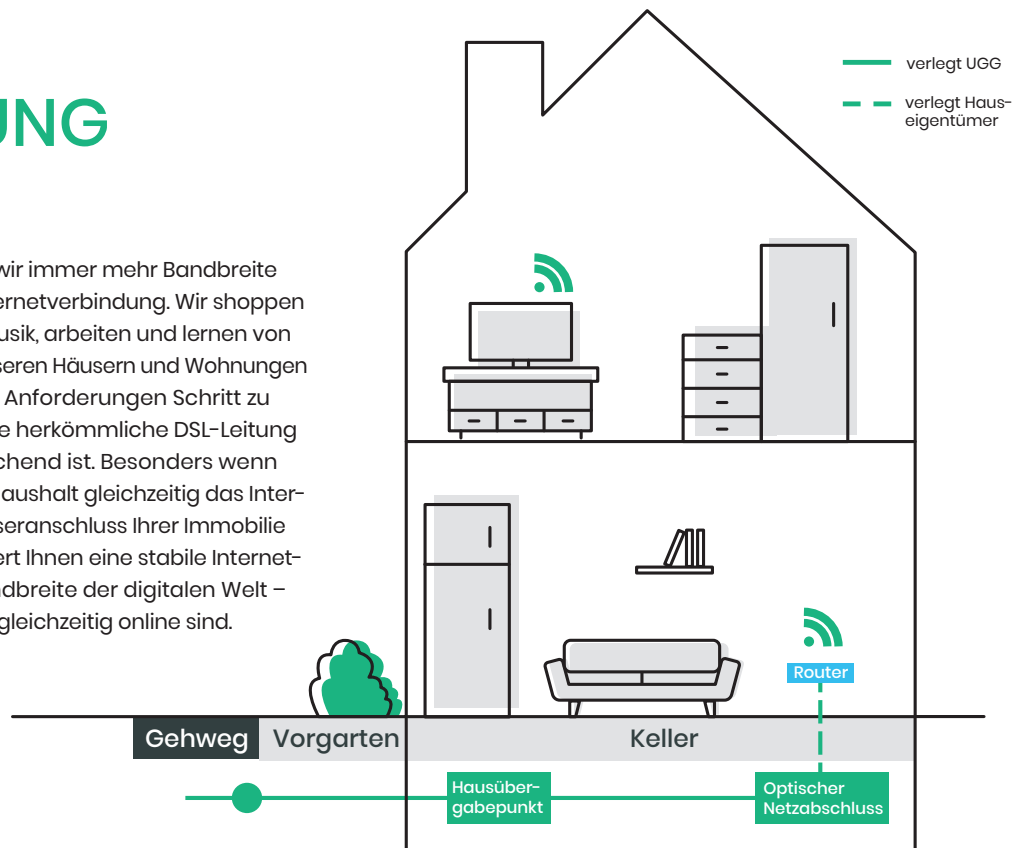 UNG
wir immer mehr Bandbreite
ernetverbindung. Wir shoppen
usik, arbeiten und lernen von
seren Häusern und Wohnungen
Anforderungen Schritt zu
e herkömmliche DSL-Leitung
chend ist. Besonders wenn
aushalt gleichzeitig das Inter-
seranschluss Ihrer Immobilie
ert Ihnen eine stabile Internet-
ndbreite der digitalen Welt –
gleichzeitig online sind.
verlegt UGG
verlegt Haus-
eigentümer
Router
Gehweg
Vorgarten
Keller
Hausüber-
gabepunkt
Optischer
Netzabschluss